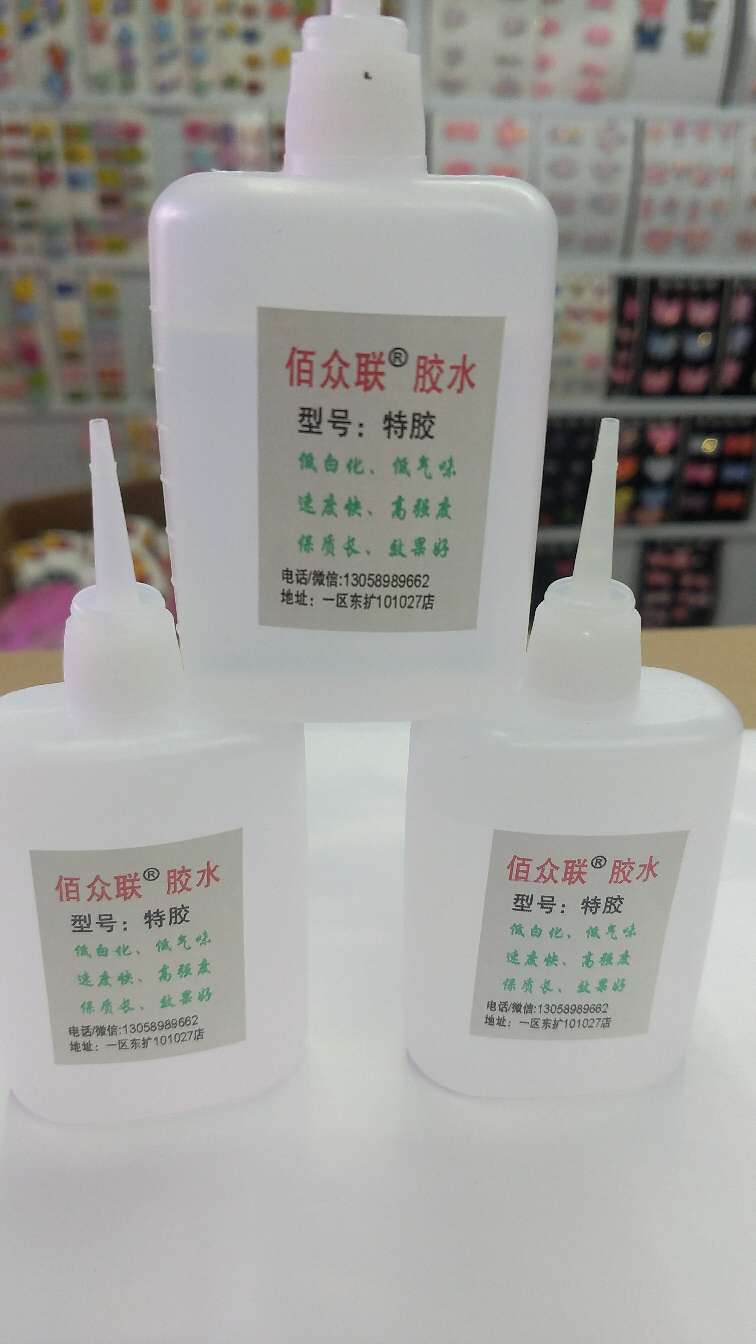 佰众联®胶水
型号：特胶
低白化、低气味
速度快、高强度
保质长、效果好
电话/微信:13058989662
地址：一区东扩101027店
佰众联®胶水
型号：特胶
低白化、低气味
速度快、高强度
保质长、效果好
电话/微信:13058989662
地址：一区东扩101027店
佰众联®胶水
型号：特胶
低白化、低气味
速度快、高强度
保质长、效果好
电话/微信:13058989662
地址：一区东扩101027店